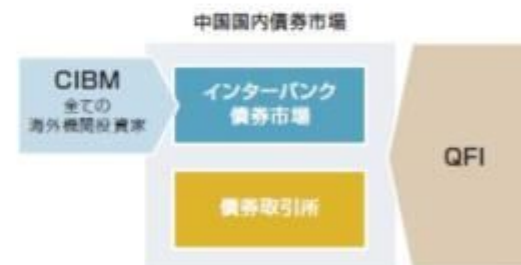 中国国内債券市場
CIBM
全ての
海外機関投資家
インターバンク
債券市場
債券取引所
QFI